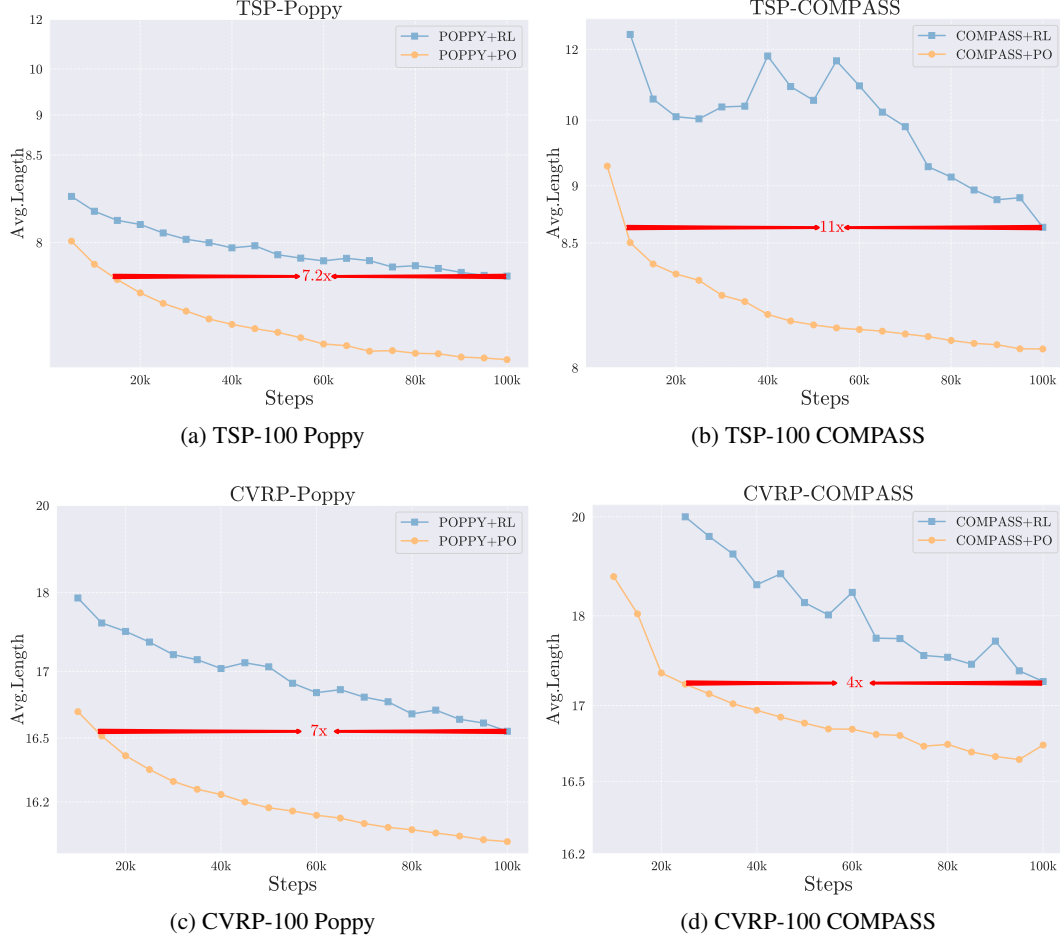 TSP-Poppy
12
10
9
8.5
8
Avg.Length
POPPY+RL
POPPY+PO
7.2x
20k 40k 60k 80k 100k
Steps
(a) TSP-100 Poppy
TSP-COMPASS
12
10
9
8.5
8
Avg.Length
COMPASS+RL
COMPASS+PO
11x
20k 40k 60k 80k 100k
Steps
(b) TSP-100 COMPASS
CVRP-Poppy
20
18
17
16.5
16.2
Avg.Length
POPPY+RL
POPPY+PO
7x
20k 40k 60k 80k 100k
Steps
(c) CVRP-100 Poppy
CVRP-COMPASS
20
18
17
16.5
16.2
Avg.Length
COMPASS+RL
COMPASS+PO
4x
20k 40k 60k 80k 100k
Steps
(d) CVRP-100 COMPASS